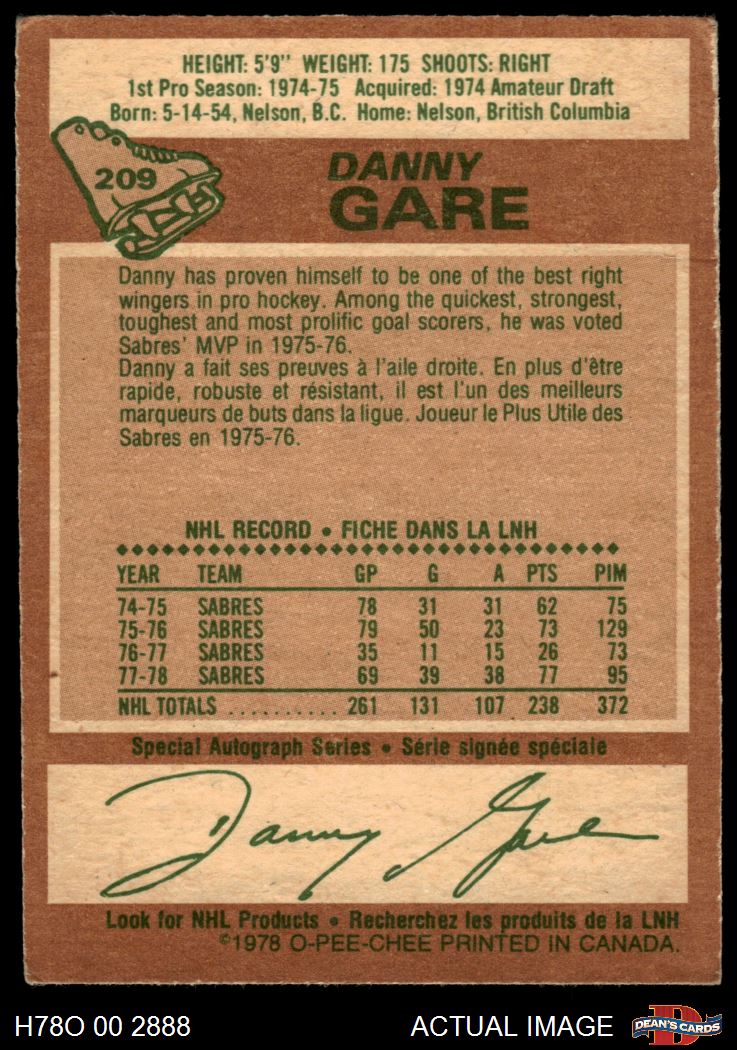 HEIGHT: 5'9" WEIGHT: 175 SHOOTS: RIGHT
1st Pro Season: 1974-75 Acquired: 1974 Amateur Draft
Born: 5-14-54, Nelson, B.C. Home: Nelson, British Columbia
209
DANNY
GARE
Danny has proven himself to be one of the best right
wingers in pro hockey. Among the quickest, strongest,
toughest and most prolific goal scorers, he was voted
Sabres' MVP in 1975-76.
Danny a fait ses preuves à l'aile droite. En plus d'être
rapide, robuste et résistant, il est l'un des meilleurs
marqueurs de buts dans la ligue. Joueur le Plus Utile des
Sabres en 1975-76.
NHL RECORD • FICHE DANS LA LNH
YEAR TEAM GP G A PTS PIM
74-75 SABRES 78 31 31 62 75
75-76 SABRES 79 50 23 73 129
76-77 SABRES 35 11 15 26 73
77-78 SABRES 69 39 38 77 95
NHL TOTALS .......... 261 131 107 238 372
Special Autograph Series • Série signée spéciale
Danny Gare
Look for NHL Products • Recherchez les produits de la LNH
©1978 O-PEE-CHEE PRINTED IN CANADA.
H78O 00 2888 ACTUAL IMAGE DEAN'S CARDS